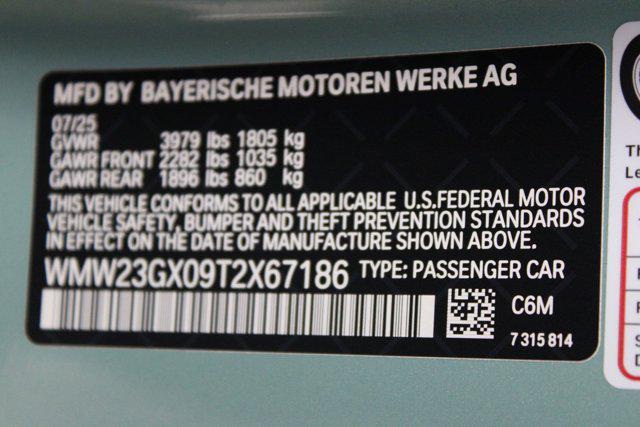 MFD BY BAYERISCHE MOTOREN WERKE AG
07/25
GVWR 3979 lbs 1805 kg
GAWR FRONT 2282 lbs 1035 kg
GAWR REAR 1896 lbs 860 kg
THIS VEHICLE CONFORMS TO ALL APPLICABLE U.S.FEDERAL MOTOR
VEHICLE SAFETY, BUMPER AND THEFT PREVENTION STANDARDS
IN EFFECT ON THE DATE OF MANUFACTURE SHOWN ABOVE.
WMW23GX09T2X67186 TYPE: PASSENGER CAR
C6M
7 315 814